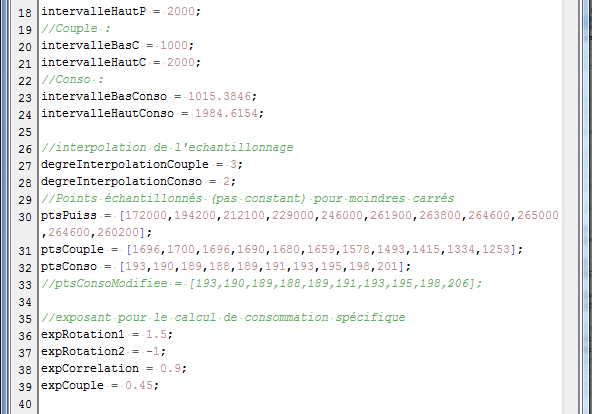 18 intervalleHautP = 2000;
19 //Couple :
20 intervalleBasC = 1000;
21 intervalleHautC = 2000;
22 //Conso :
23 intervalleBasConso = 1015.3846;
24 intervalleHautConso = 1984.6154;
25
26 //interpolation de l'echantillonnage
27 degreInterpolationCouple = 3;
28 degreInterpolationConso = 2;
29 //Points échantillonnés (pas constant) pour moindres carrés
30 ptsPuiss = [172000,194200,212100,229000,246000,261900,263800,264600,265000
,264600,260200];
31 ptsCouple = [1696,1700,1696,1690,1680,1659,1578,1493,1415,1334,1253];
32 ptsConso = [193,190,189,188,189,191,193,195,198,201];
33 //ptsConsoModifiee = [193,190,189,188,189,191,193,195,198,206];
34
35 //exposant pour le calcul de consommation spécifique
36 expRotation1 = 1.5;
37 expRotation2 = -1;
38 expCorrelation = 0.9;
39 expCouple = 0.45;
40